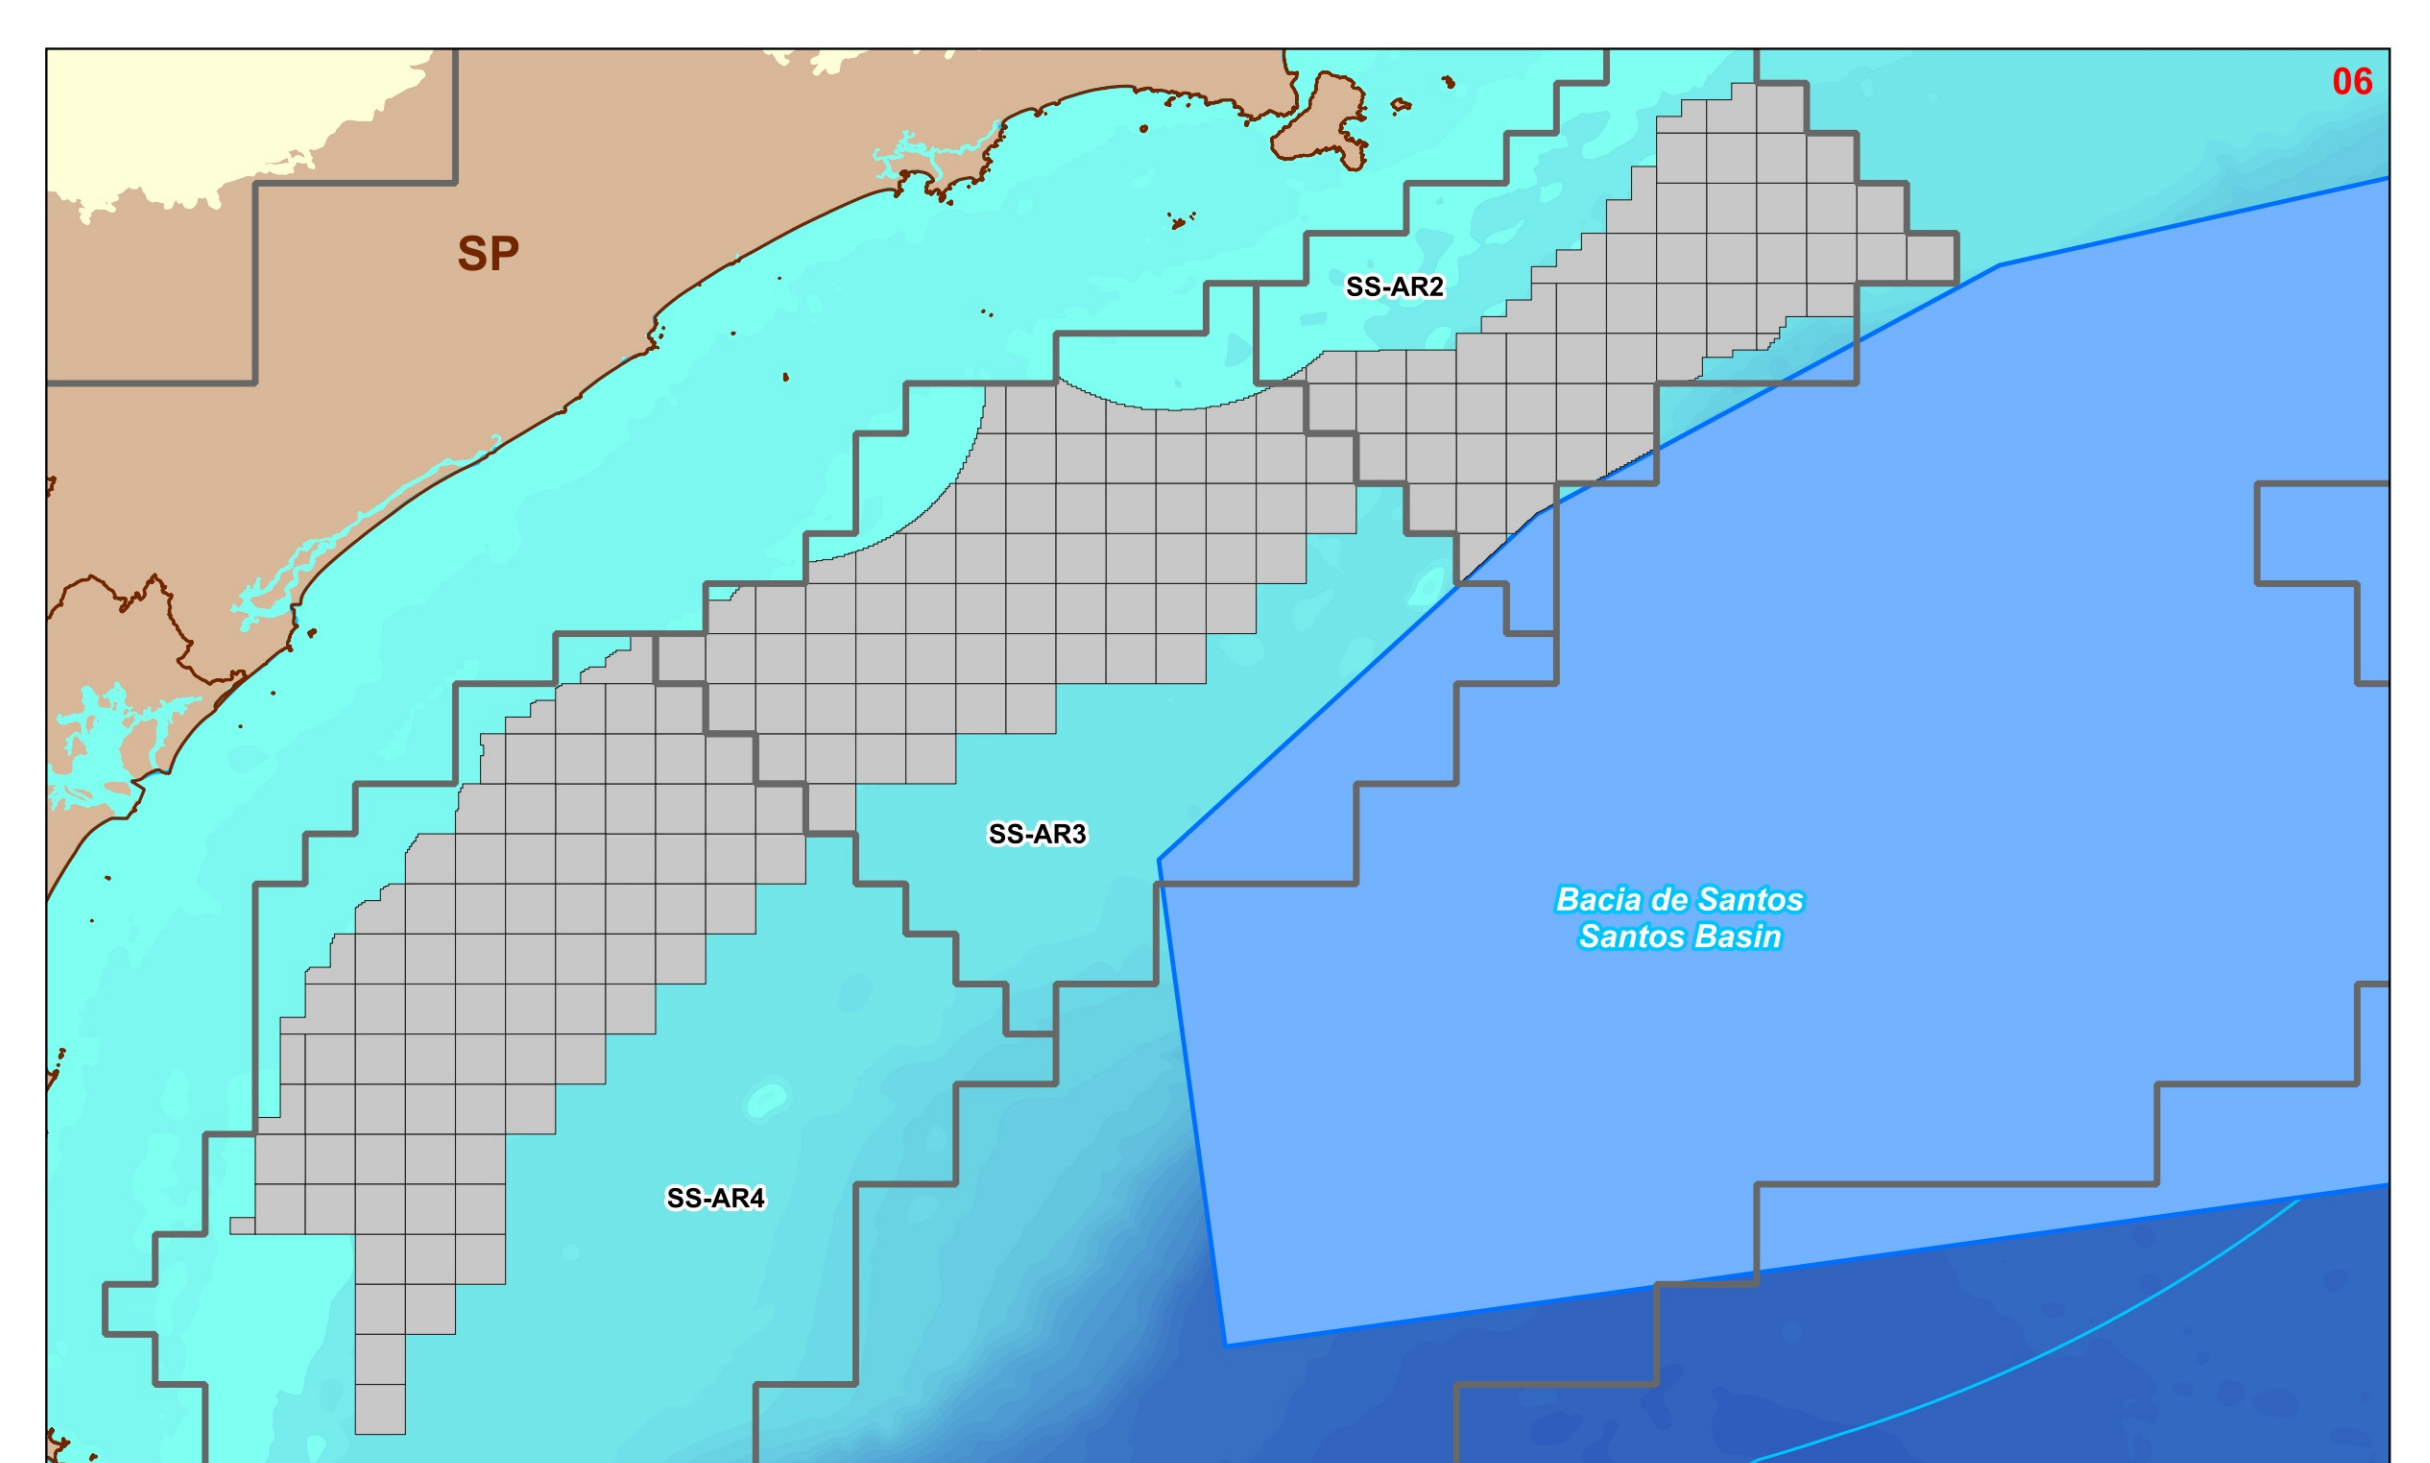 06
SP
SS-AR2
SS-AR3
Bacia de Santos
Santos Basin
SS-AR4